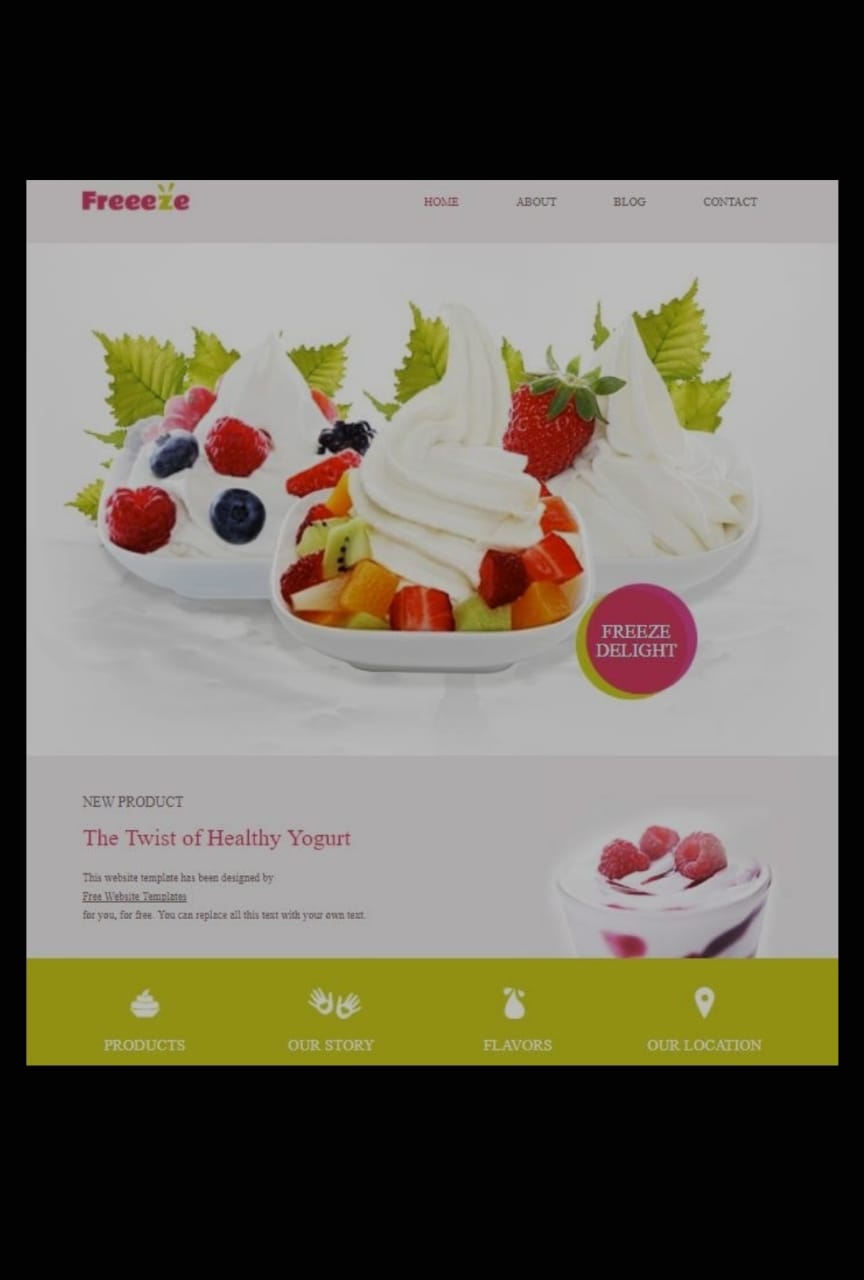 Freeeze
HOME ABOUT BLOG CONTACT
FREEZE
DELIGHT
NEW PRODUCT
The Twist of Healthy Yogurt
This website template has been designed by
Free Website Templates
for you, for free. You can replace all this text with your own text.
PRODUCTS OUR STORY FLAVORS OUR LOCATION